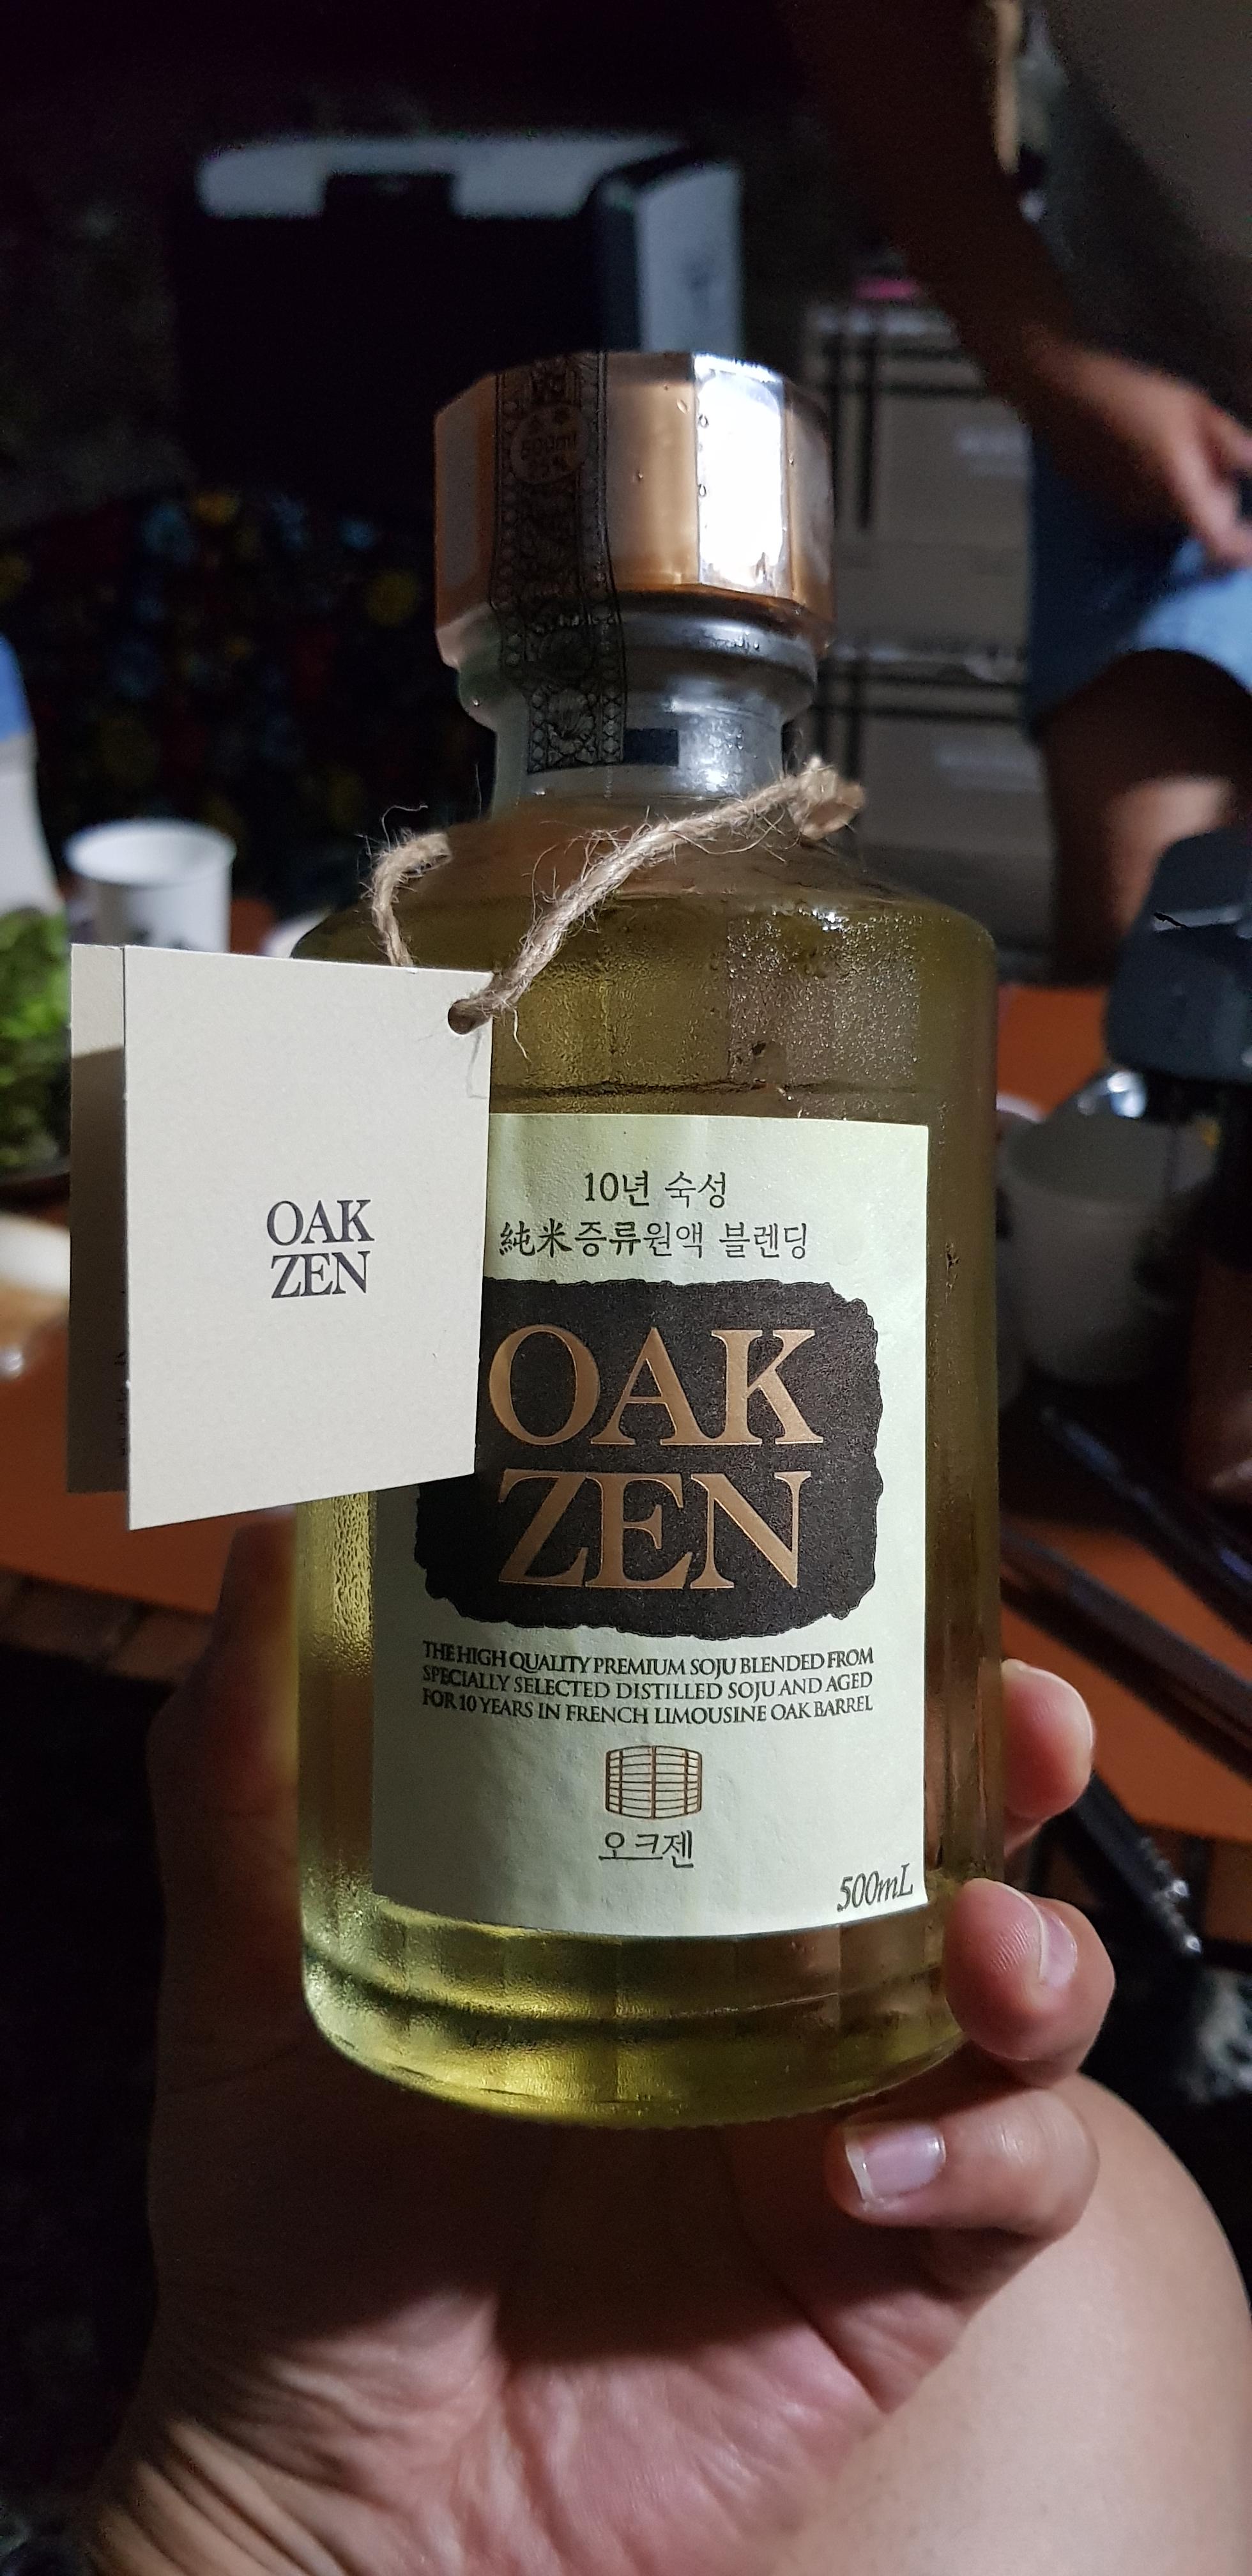 500ml
25%
OAK
ZEN
10년 숙성
純米증류원액 블렌딩
OAK
ZEN
THE HIGH QUALITY PREMIUM SOJU BLENDED FROM
SPECIALLY SELECTED DISTILLED SOJU AND AGED
FOR 10 YEARS IN FRENCH LIMOUSINE OAK BARREL
오크젠
500mL